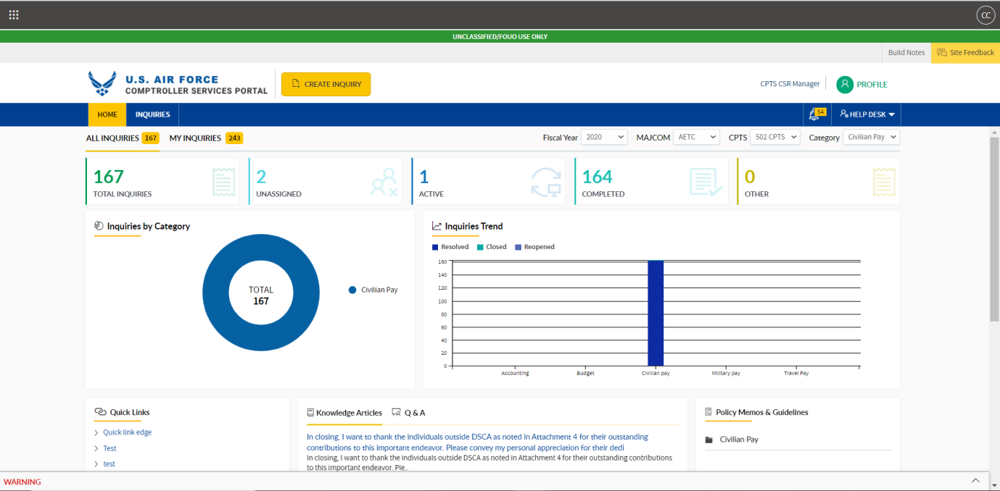 CC
UNCLASSIFIED/FOUO USE ONLY
Build Notes
Site Feedback
U.S. AIR FORCE
COMPTROLLER SERVICES PORTAL
CREATE INQUIRY
CPTS CSR Manager
PROFILE
HOME
INQUIRIES
54
HELP DESK
ALL INQUIRIES 167
MY INQUIRIES 243
Fiscal Year 2020
MAJCOM AETC
CPTS 502 CPTS
Category Civilian Pay
167
TOTAL INQUIRIES
2
UNASSIGNED
1
ACTIVE
164
COMPLETED
0
OTHER
Inquiries by Category
TOTAL
167
Civilian Pay
Inquiries Trend
Resolved Closed Reopened
160
140
120
100
80
60
40
20
0
Accounting Budget Civilian pay Military pay Travel Pay
Quick Links
Quick link edge
Test
test
Knowledge Articles
Q & A
In closing, I want to thank the individuals outside DSCA as noted in Attachment 4 for their outstanding
contributions to this important endeavor. Please convey my personal appreciation for their dedi
In closing, I want to thank the individuals outside DSCA as noted in Attachment 4 for their outstanding contributions
to this important endeavor. Ple..
Policy Memos & Guidelines
Civilian Pay
WARNING